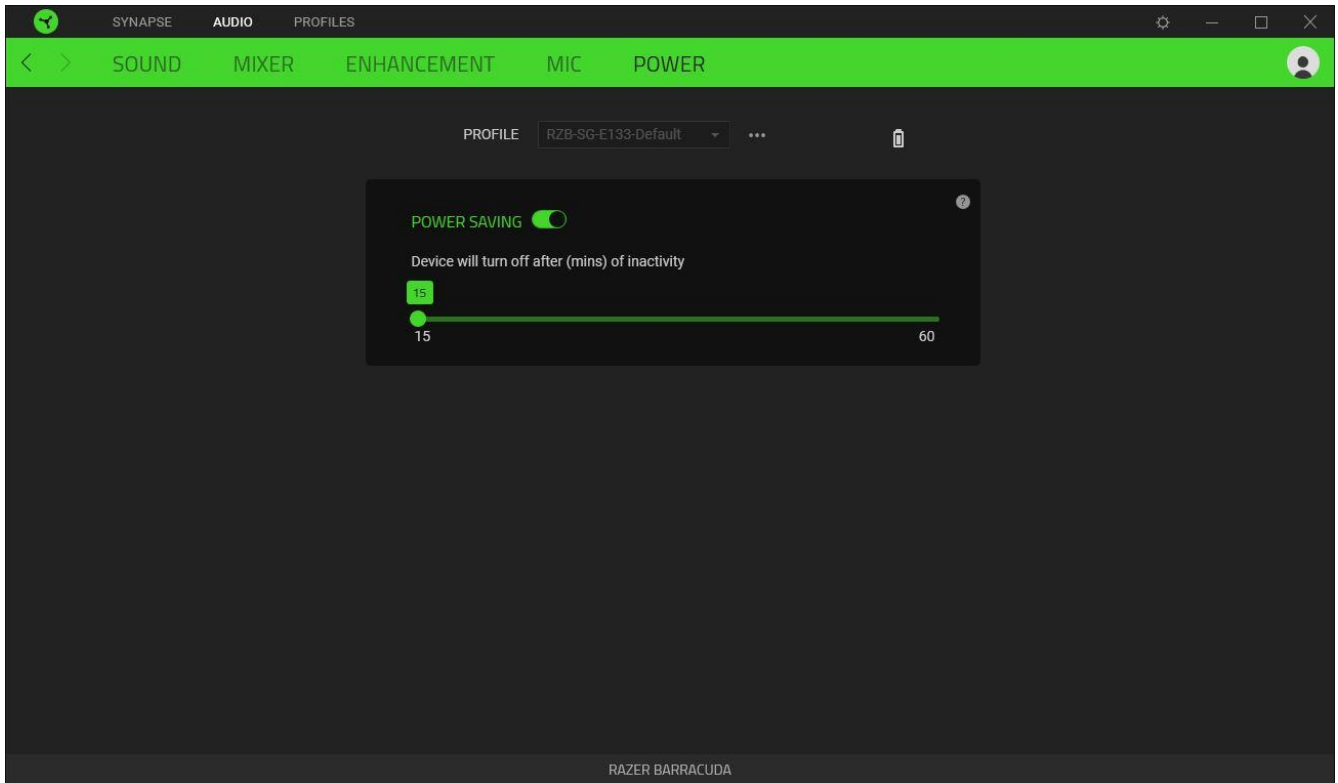 SYNAPSE AUDIO PROFILES
SOUND MIXER ENHANCEMENT MIC POWER
PROFILE RZB-SG-E133-Default
?
POWER SAVING
Device will turn off after (mins) of inactivity
15
15 60
RAZER BARRACUDA